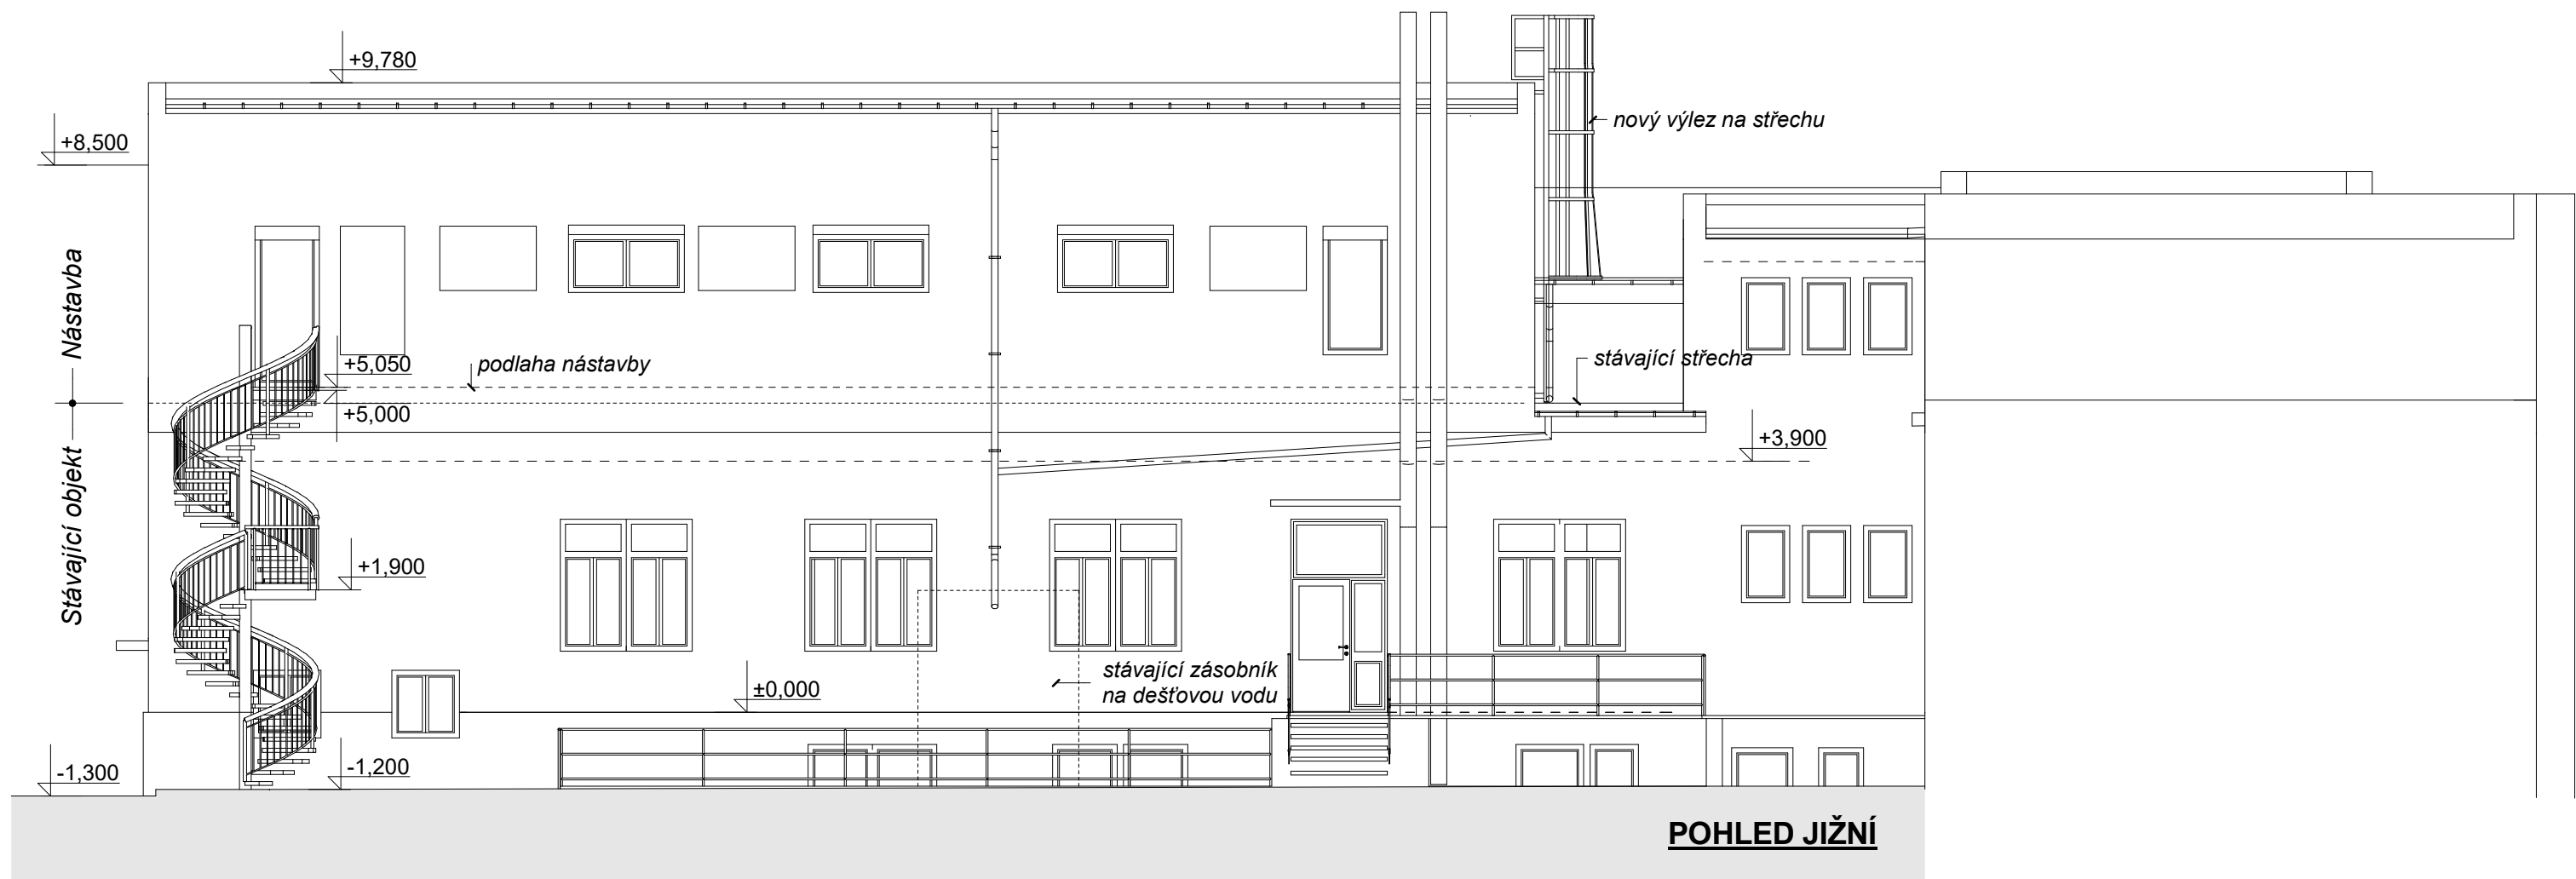 +9,780
nový výlez na střechu
+8,500
Nástavba
Stávající objekt
+5,050
podlaha nástavby
+5,000
stávající střecha
+3,900
+1,900
stávající zásobník
na dešťovou vodu
±0,000
-1,300
-1,200
POHLED JIŽNÍ